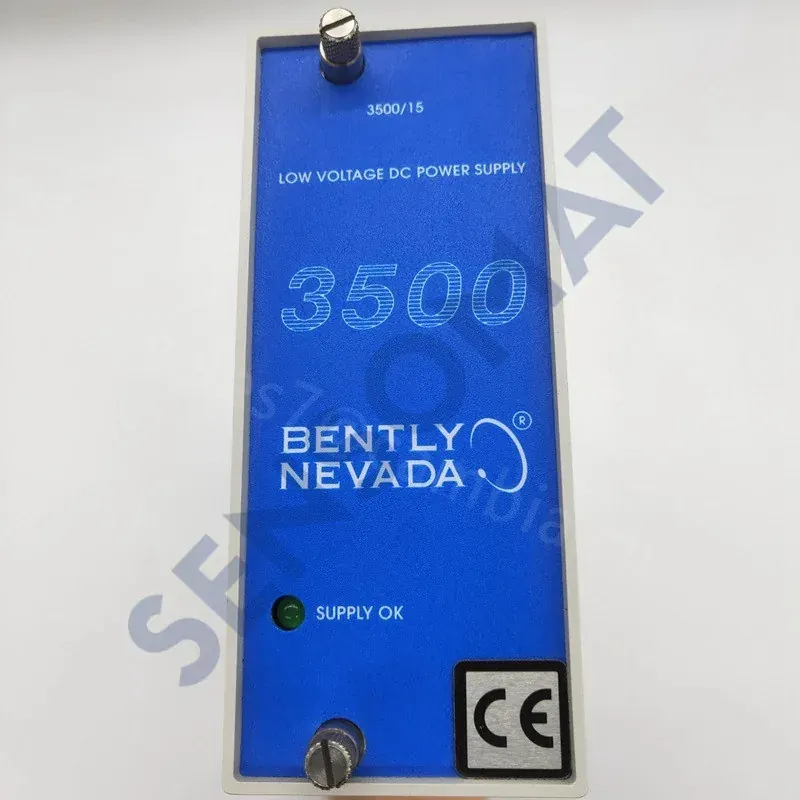 3500/15
LOW VOLTAGE DC POWER SUPPLY
3500
BENTLY
NEVADA
®
SUPPLY OK
CE